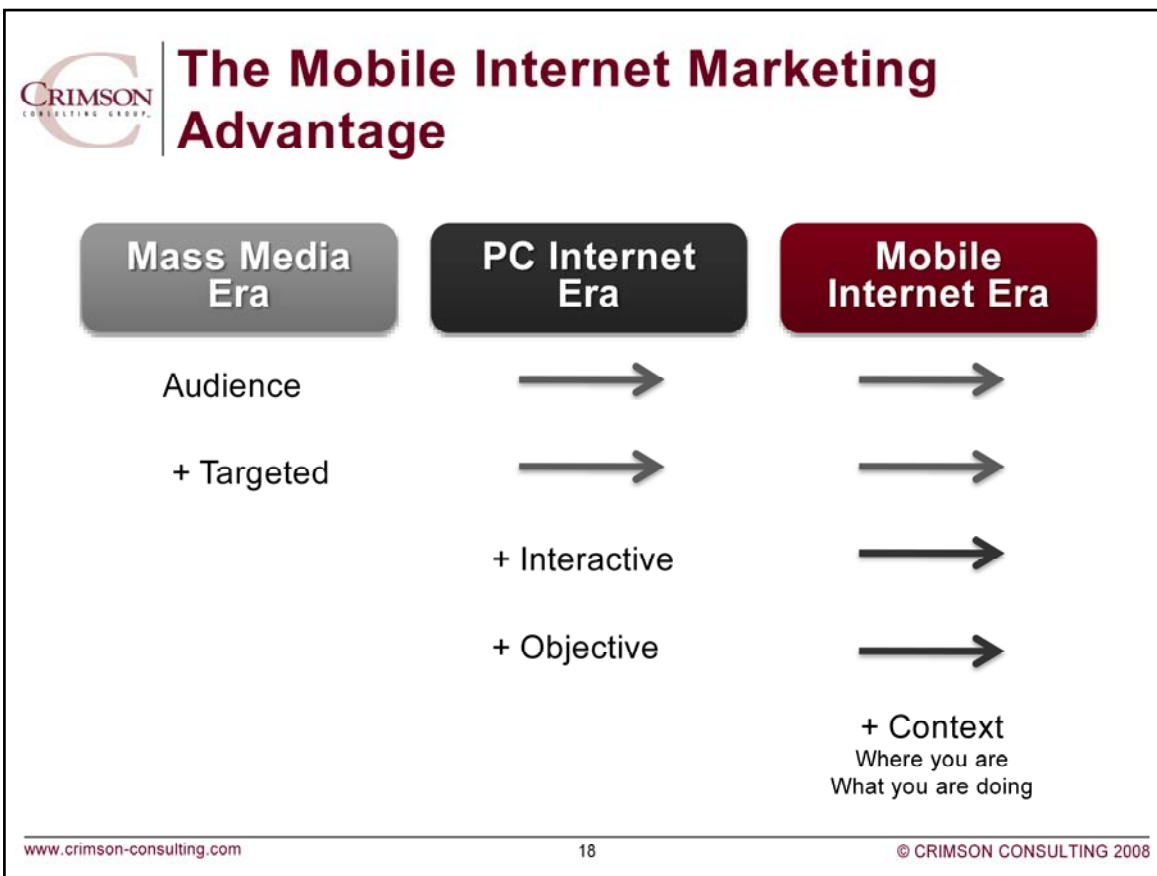 CRIMSON
CONSULTING GROUP
The Mobile Internet Marketing
Advantage
Mass Media
Era
PC Internet
Era
Mobile
Internet Era
Audience
+ Targeted
+ Interactive
+ Objective
+ Context
Where you are
What you are doing
www.crimson-consulting.com
18
© CRIMSON CONSULTING 2008